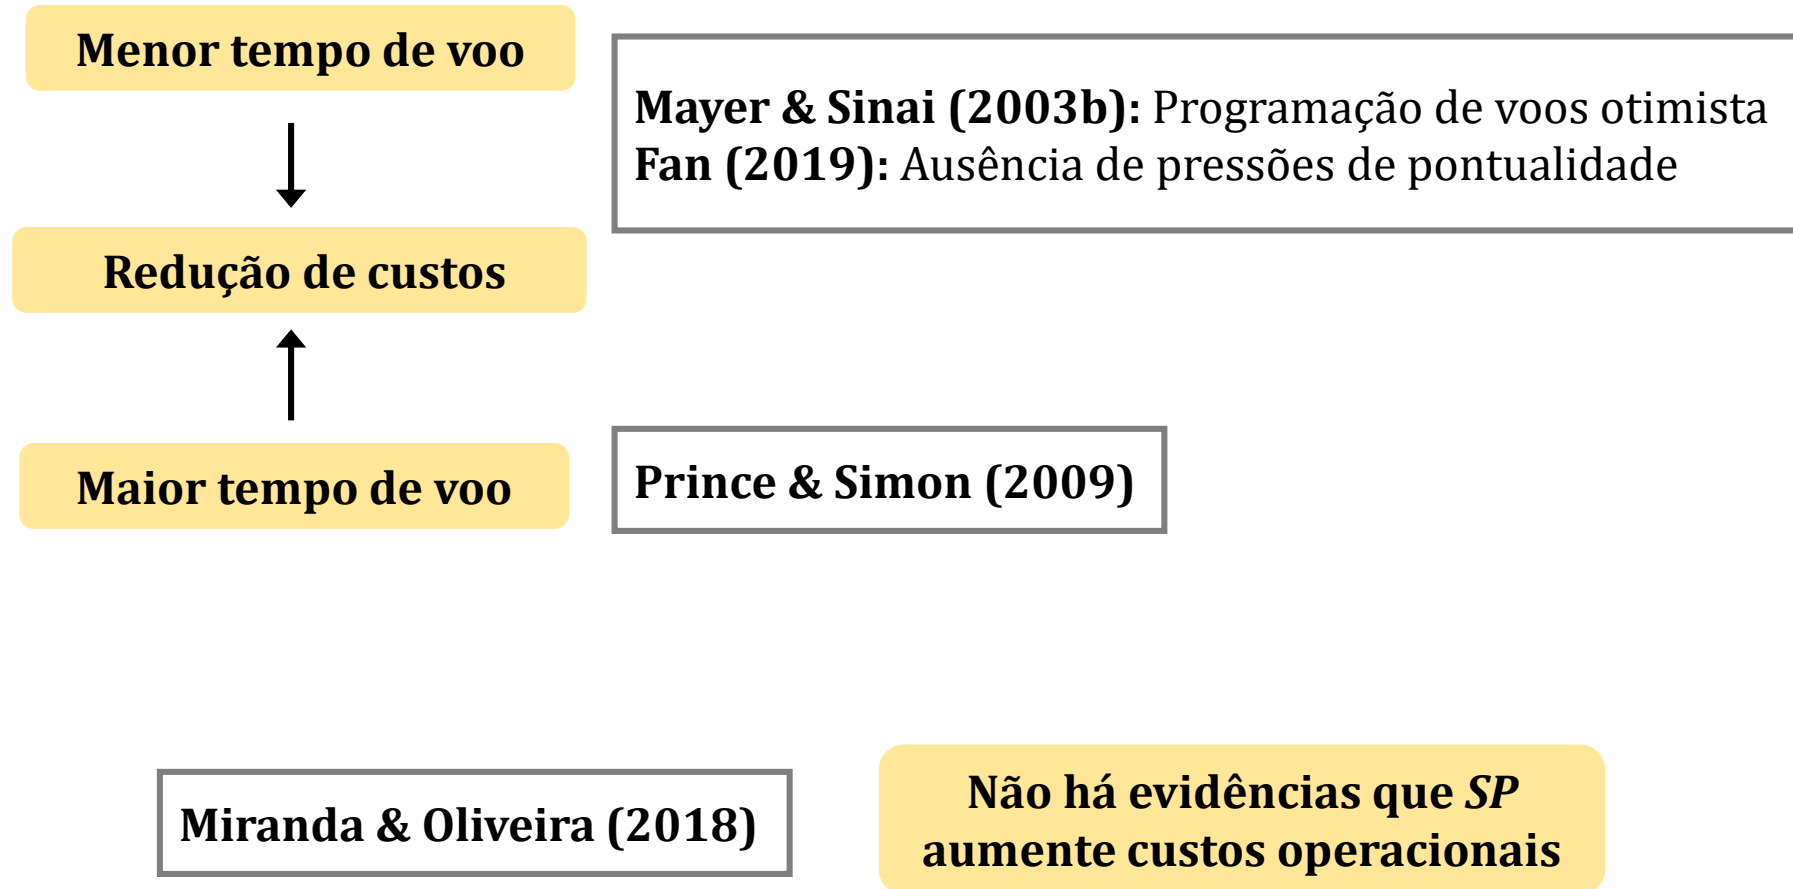 Menor tempo de voo
Mayer & Sinai (2003b): Programação de voos otimista
Fan (2019): Ausência de pressões de pontualidade
Redução de custos
Maior tempo de voo
Prince & Simon (2009)
Miranda & Oliveira (2018)
Não há evidências que SP
aumente custos operacionais